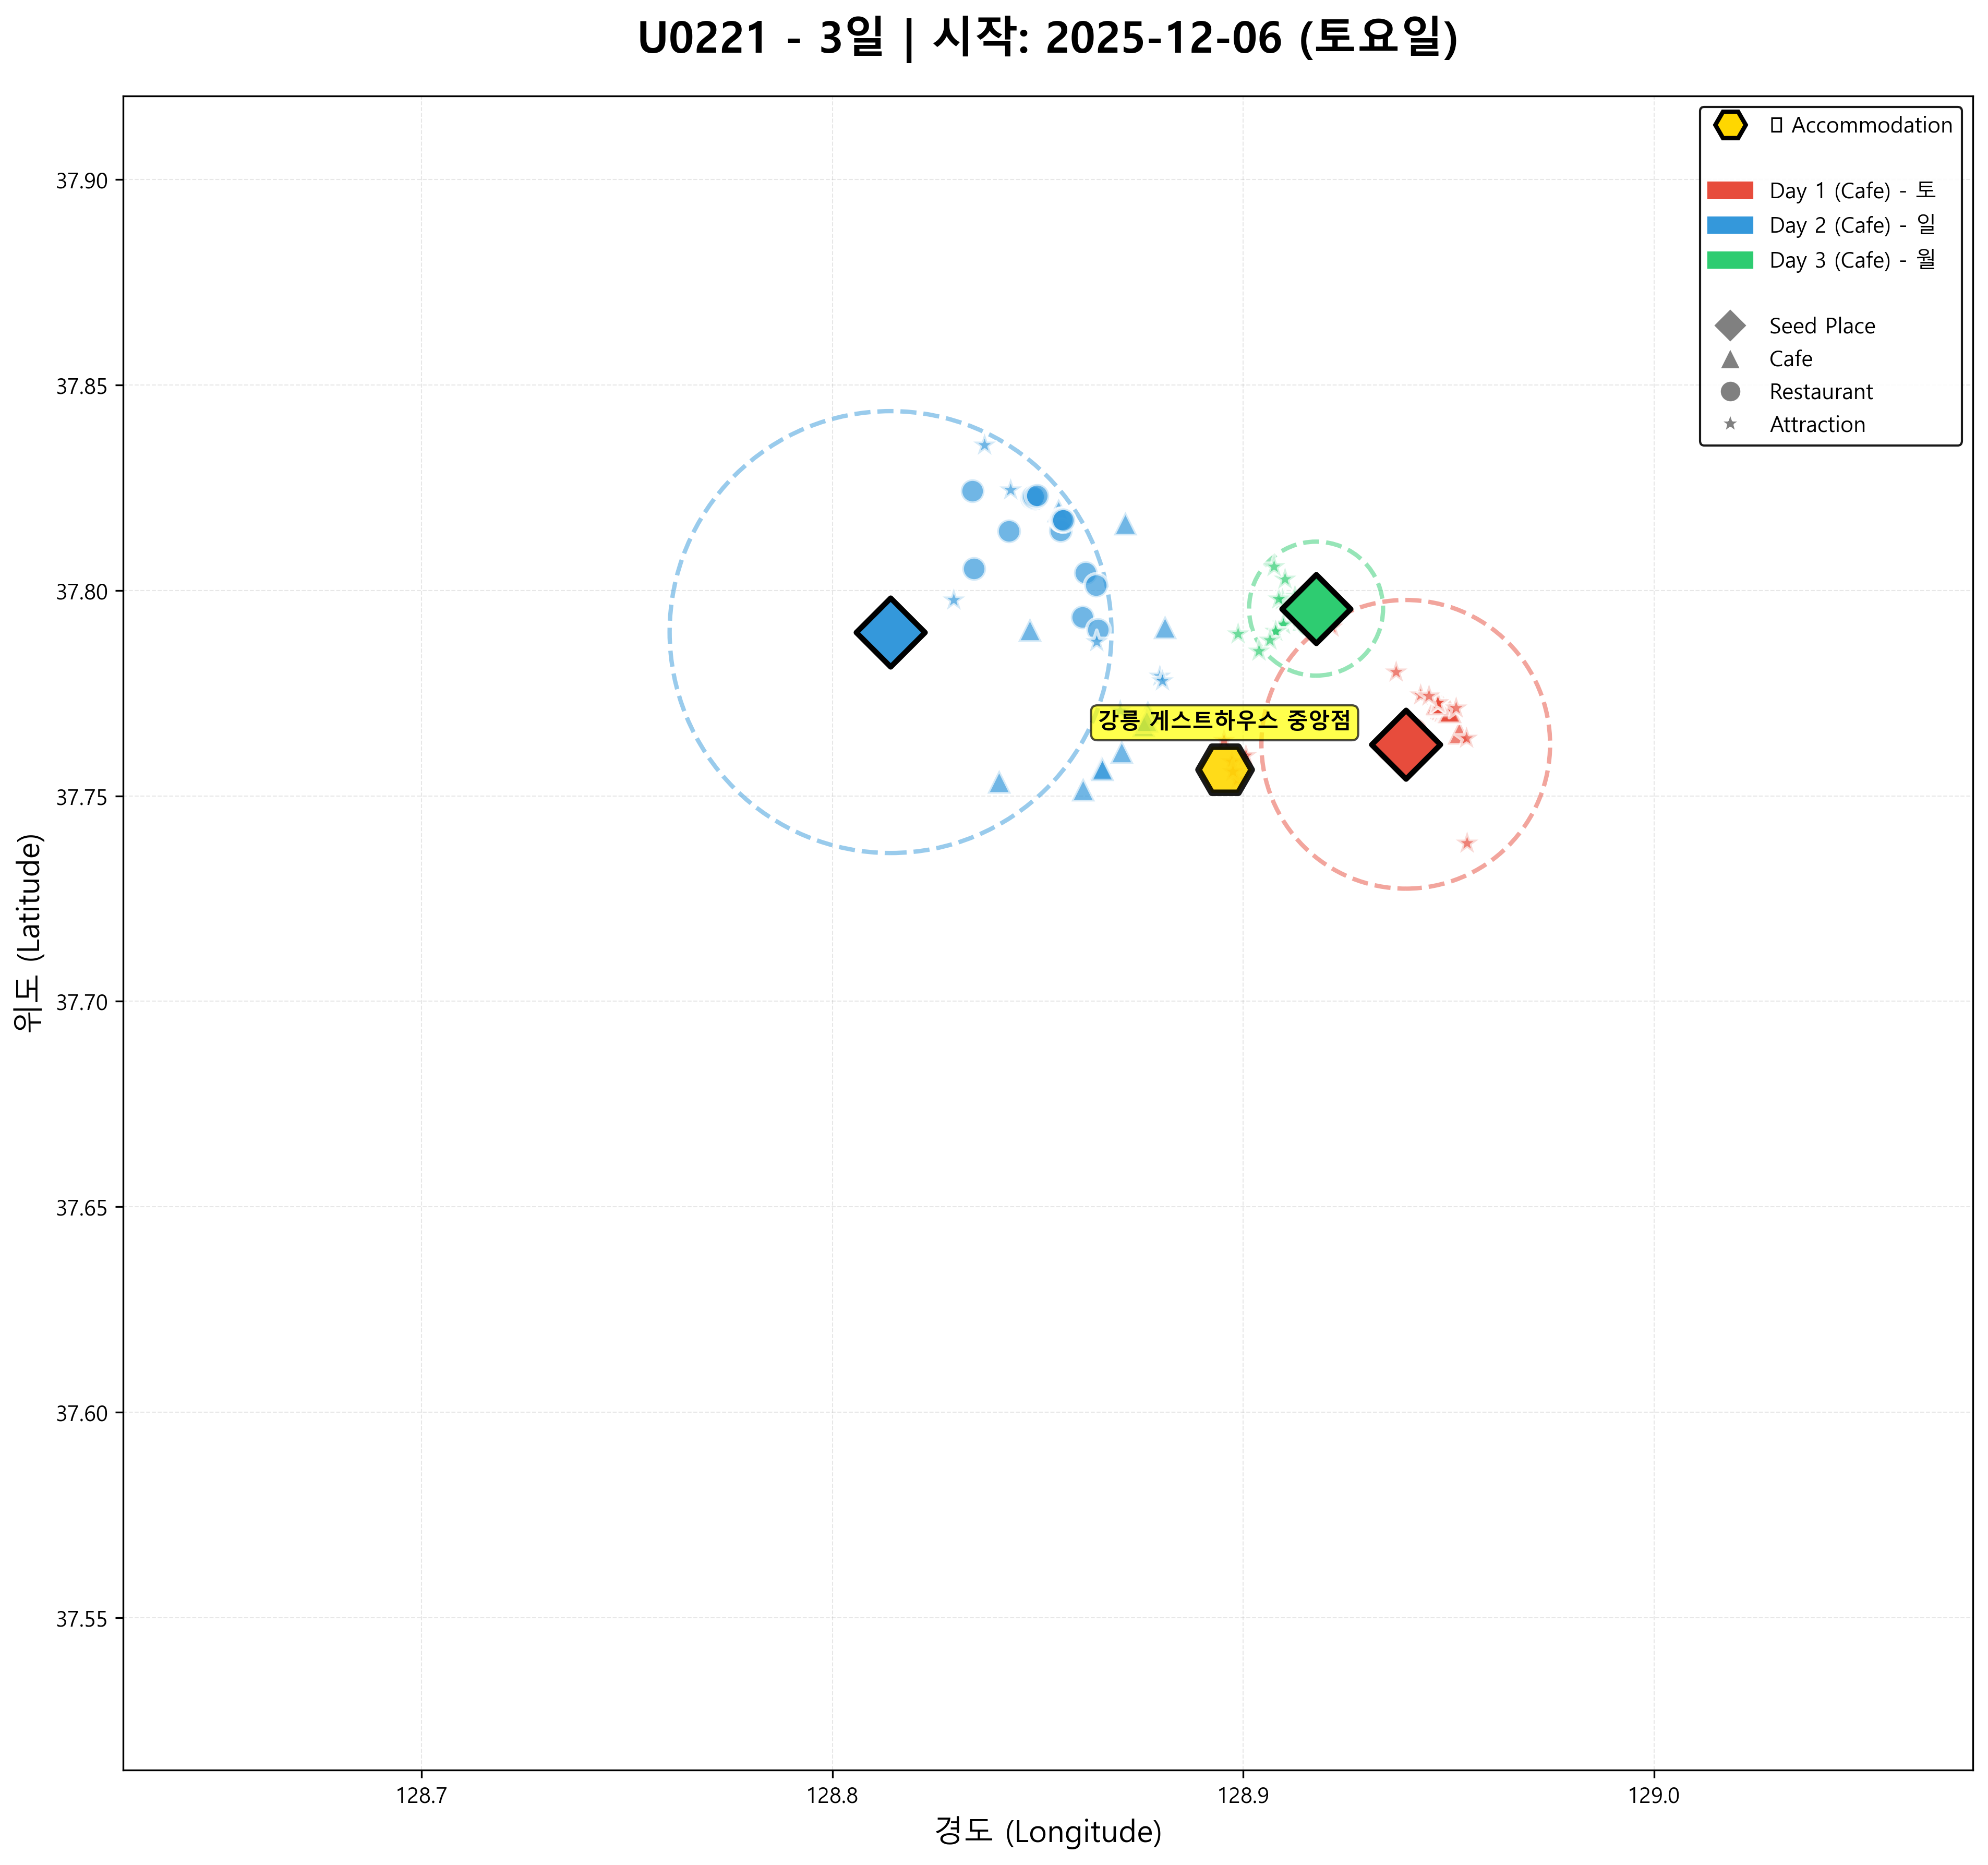 U0221 - 3일 | 시작: 2025-12-06 (토요일)
Accommodation
Day 1 (Cafe) - 토
Day 2 (Cafe) - 일
Day 3 (Cafe) - 월
Seed Place
Cafe
Restaurant
Attraction
강릉 게스트하우스 중앙점
위도 (Latitude)
37.90
37.85
37.80
37.75
37.70
37.65
37.60
37.55
128.7
128.8
128.9
129.0
경도 (Longitude)